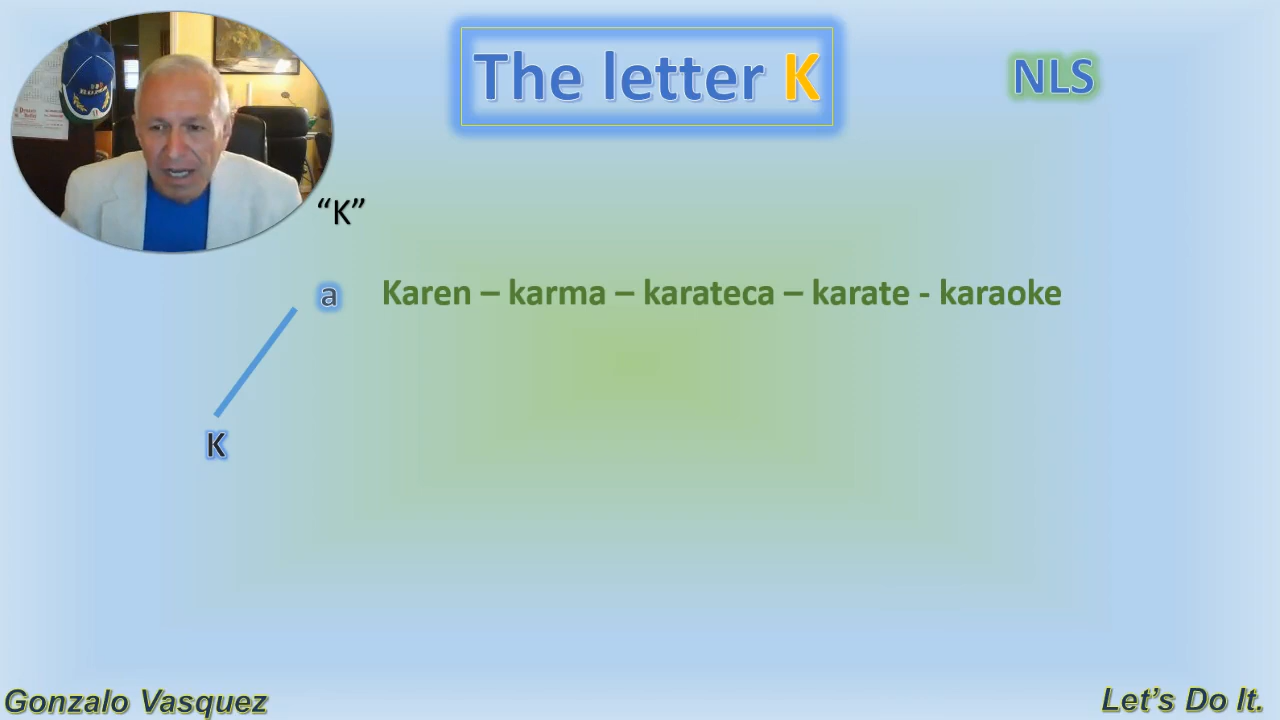 The letter K
NLS
“K”
a Karen – karma – karateca – karate - karaoke
K
Gonzalo Vasquez
Let’s Do It.